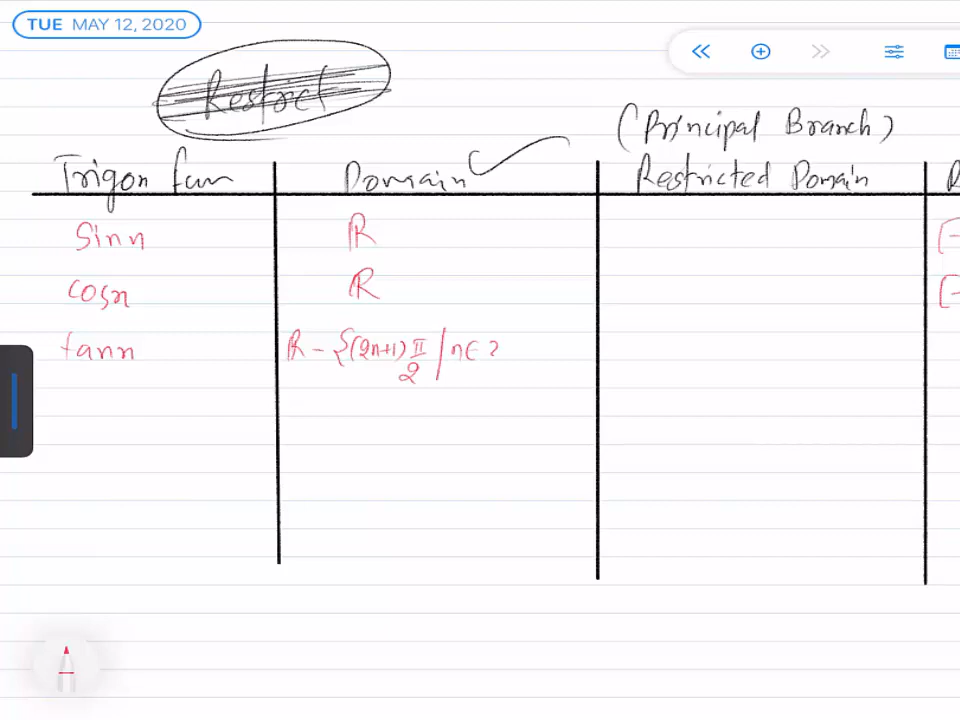 TUE MAY 12, 2020
Restrict
(Principal Branch)
Trigon fun Domain Restricted Domain R
Sinx R [-
cosx R [-
tanx R - {(2n+1) π/2 / n∈ Z